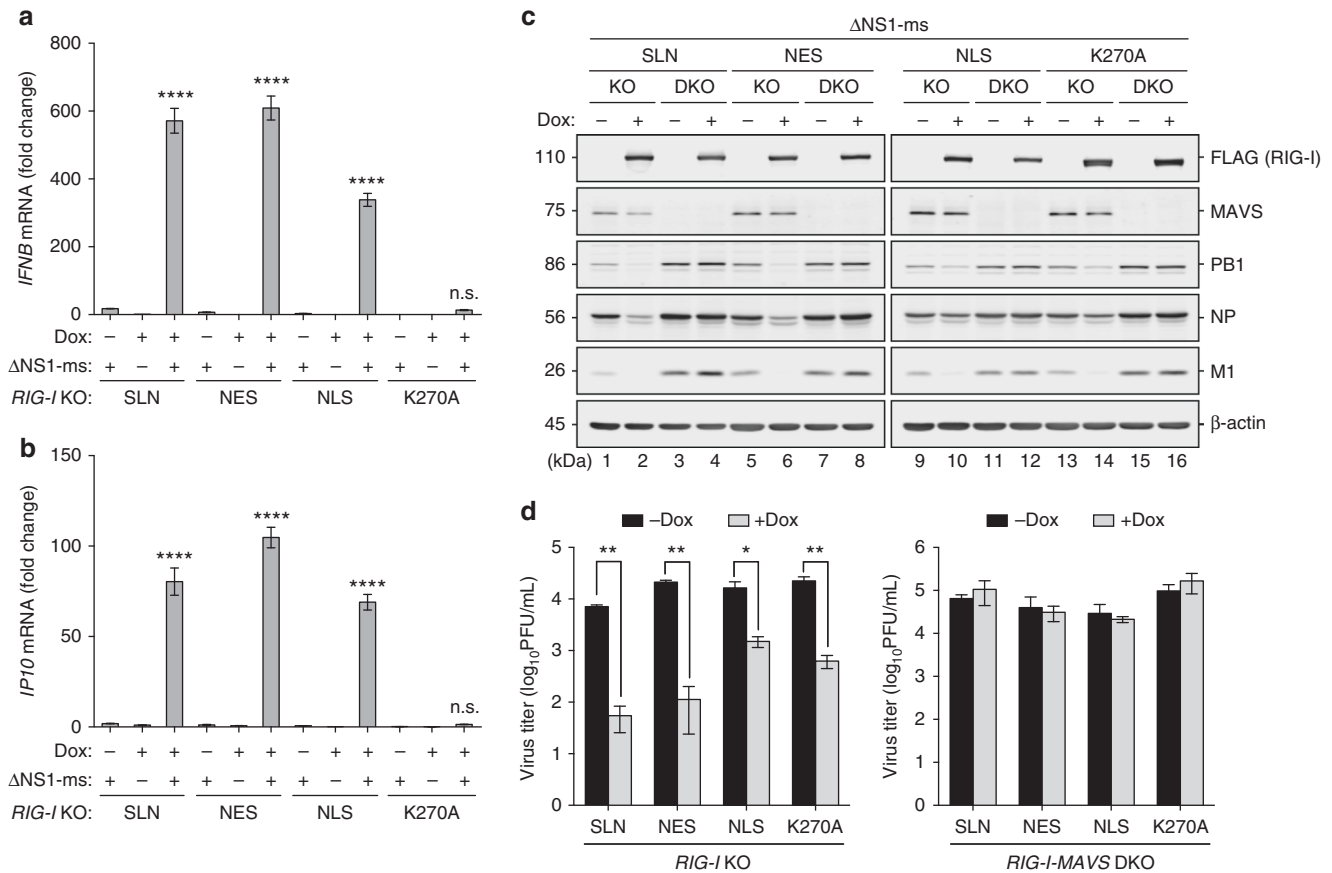 a
IFNB mRNA (fold change)
800
600
400
200
0
****
****
****
n.s.
Dox: – + + – + + – + + – + +
ΔNS1-ms: + – + + – + + – + + – +
RIG-I KO: SLN NES NLS K270A
b
IP10 mRNA (fold change)
150
100
50
0
****
****
****
n.s.
Dox: – + + – + + – + + – + +
ΔNS1-ms: + – + + – + + – + + – +
RIG-I KO: SLN NES NLS K270A
c
ΔNS1-ms
SLN NES NLS K270A
KO DKO KO DKO KO DKO KO DKO
Dox: – + – + – + – + – + – + – + – +
110 FLAG (RIG-I)
75 MAVS
86 PB1
56 NP
26 M1
45 β-actin
(kDa) 1 2 3 4 5 6 7 8 9 10 11 12 13 14 15 16
d
–Dox +Dox
Virus titer (log10PFU/mL)
5
4
3
2
1
0
** ** * **
SLN NES NLS K270A
RIG-I KO
–Dox +Dox
Virus titer (log10PFU/mL)
6
5
4
3
2
1
0
SLN NES NLS K270A
RIG-I-MAVS DKO